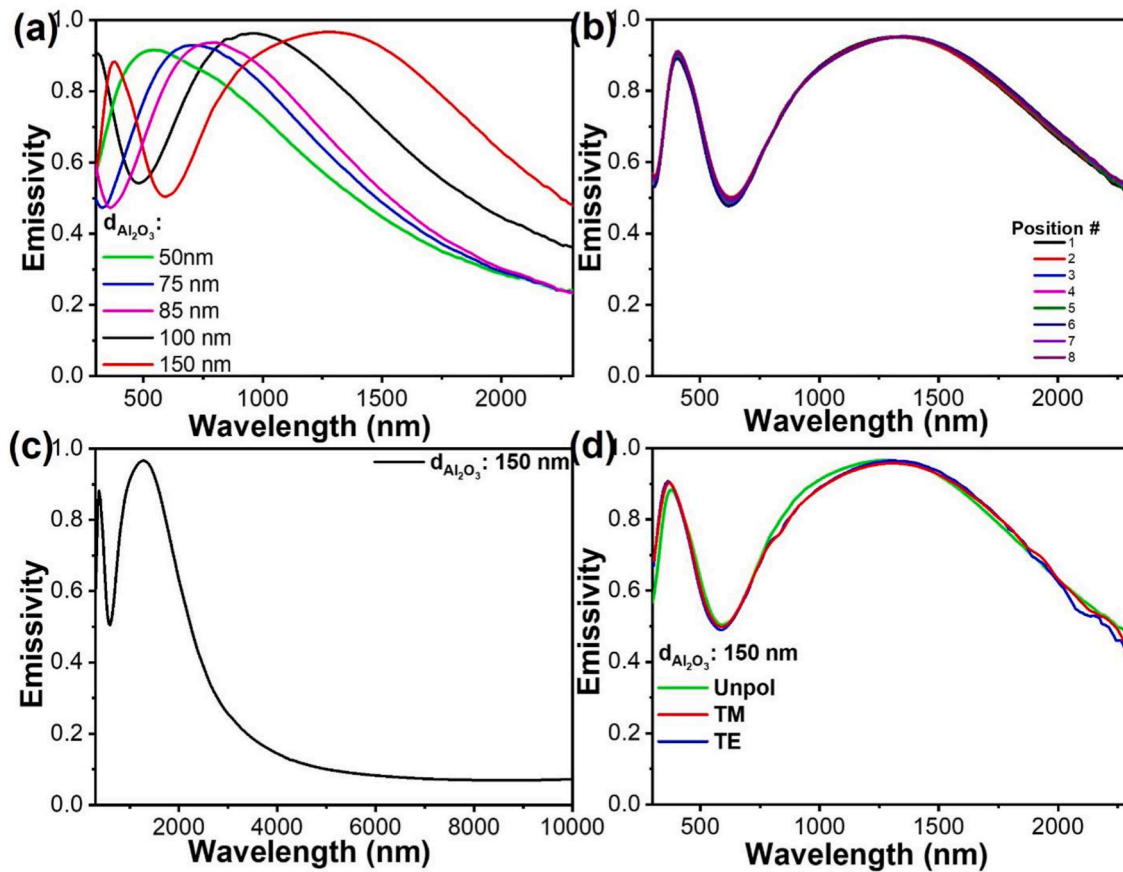 (a)
1.0
0.8
0.6
0.4
0.2
0.0
Emissivity
d_Al₂O₃:
50nm
75 nm
85 nm
100 nm
150 nm
500
1000
1500
2000
Wavelength (nm)
(b)
1.0
0.8
0.6
0.4
0.2
0.0
Emissivity
Position #
1
2
3
4
5
6
7
8
500
1000
1500
2000
Wavelength (nm)
(c)
1.0
0.8
0.6
0.4
0.2
0.0
Emissivity
d_Al₂O₃: 150 nm
2000
4000
6000
8000
10000
Wavelength (nm)
(d)
1.0
0.8
0.6
0.4
0.2
0.0
Emissivity
d_Al₂O₃: 150 nm
Unpol
TM
TE
500
1000
1500
2000
Wavelength (nm)